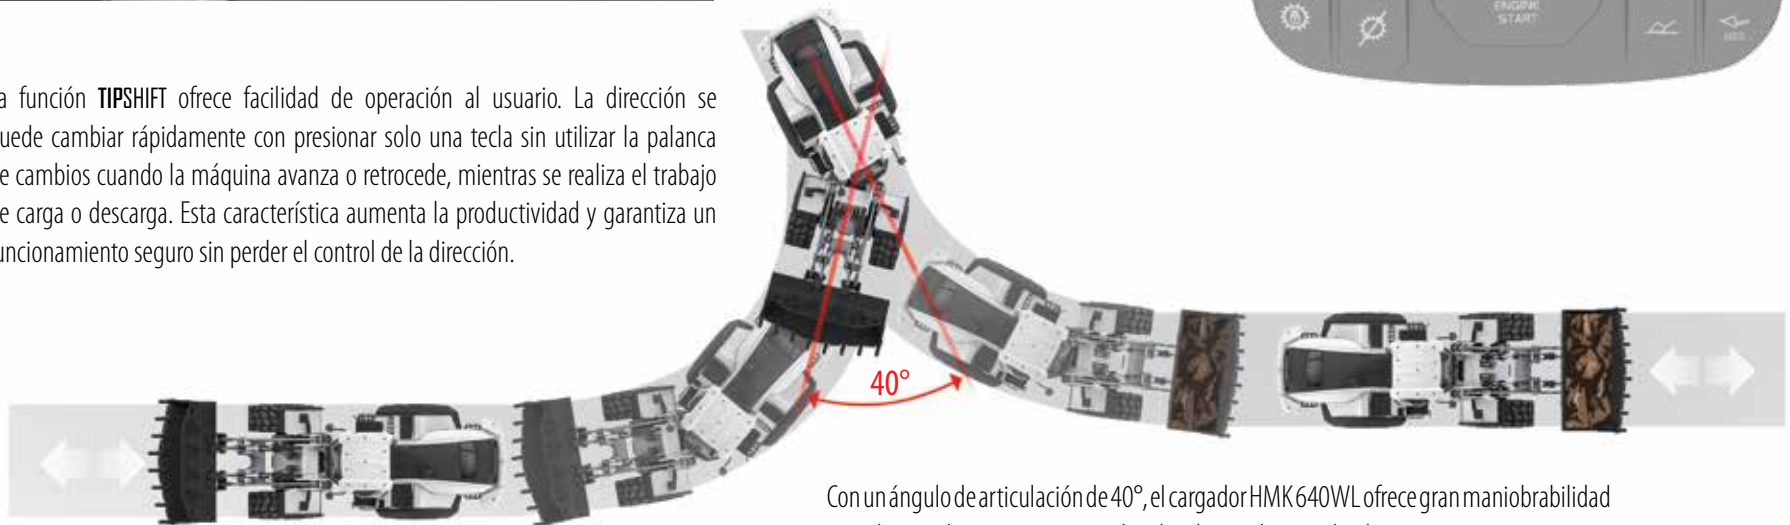 ENGINE
START
a función TIPSHIFT ofrece facilidad de operación al usuario. La dirección se
uede cambiar rápidamente con presionar solo una tecla sin utilizar la palanca
e cambios cuando la máquina avanza o retrocede, mientras se realiza el trabajo
e carga o descarga. Esta característica aumenta la productividad y garantiza un
uncionamiento seguro sin perder el control de la dirección.
40°
Con un ángulo de articulación de 40°, el cargador HMK 640 WL ofrece gran maniobrabilidad